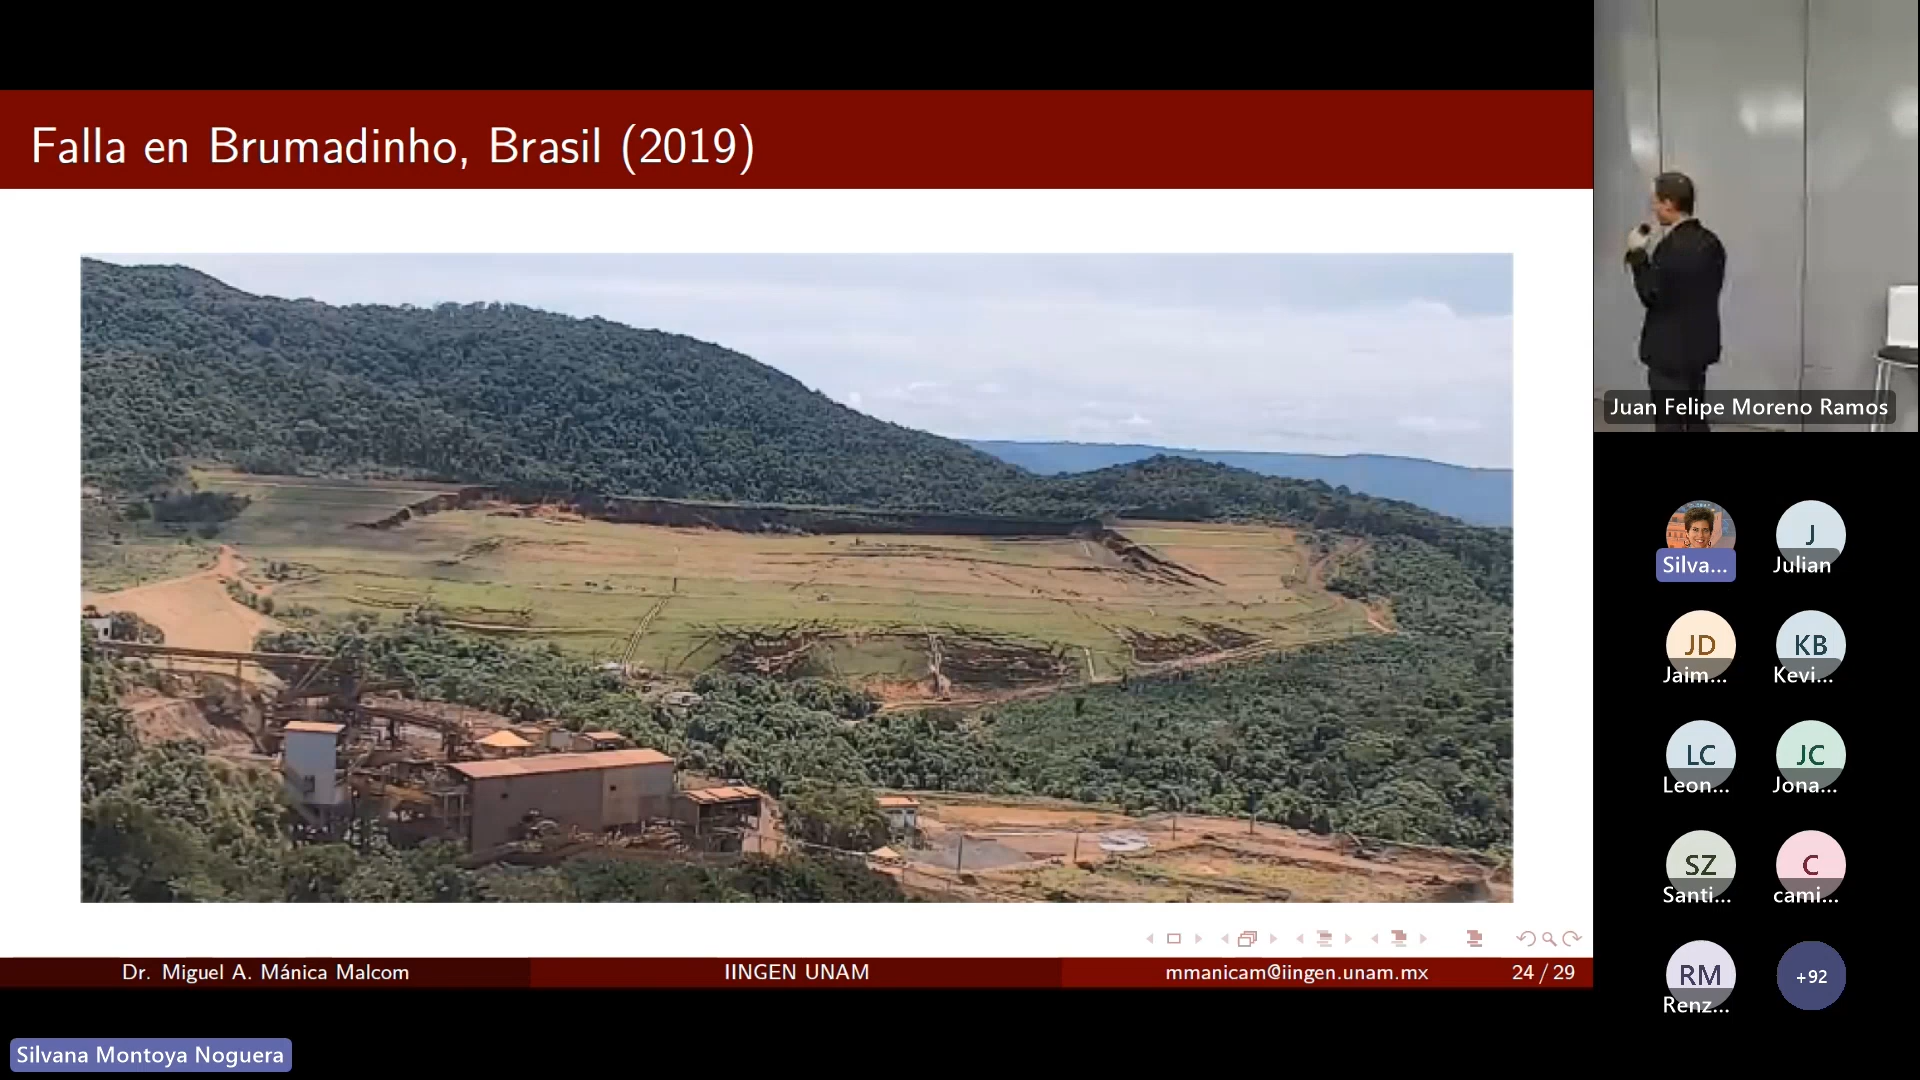 Falla en Brumadinho, Brasil (2019)
Dr. Miguel A. Mánica Malcom
IINGEN UNAM
mmanicam@iingen.unam.mx
24 / 29
Silvana Montoya Noguera
Juan Felipe Moreno Ramos
Silva...
J
Julian
JD
Jaim...
KB
Kevi...
LC
Leon...
JC
Jona...
SZ
Santi...
C
cami...
RM
Renz...
+92